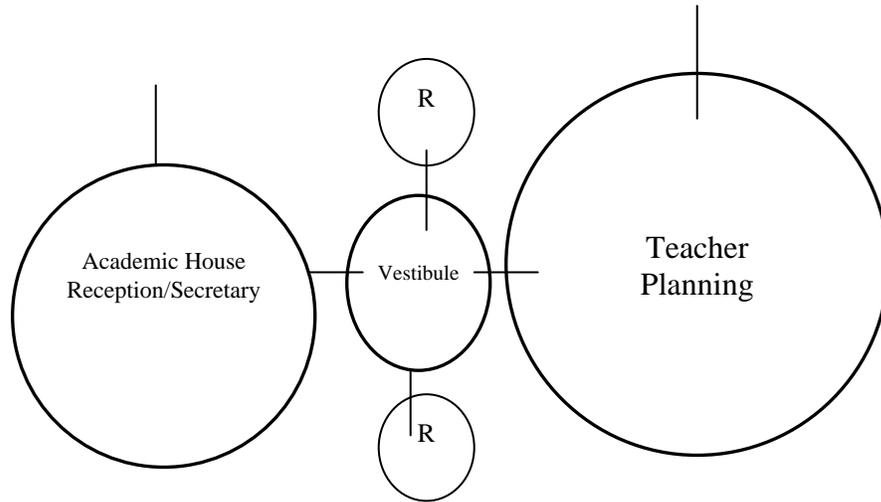 R
Academic House
Reception/Secretary
Vestibule
Teacher
Planning
R